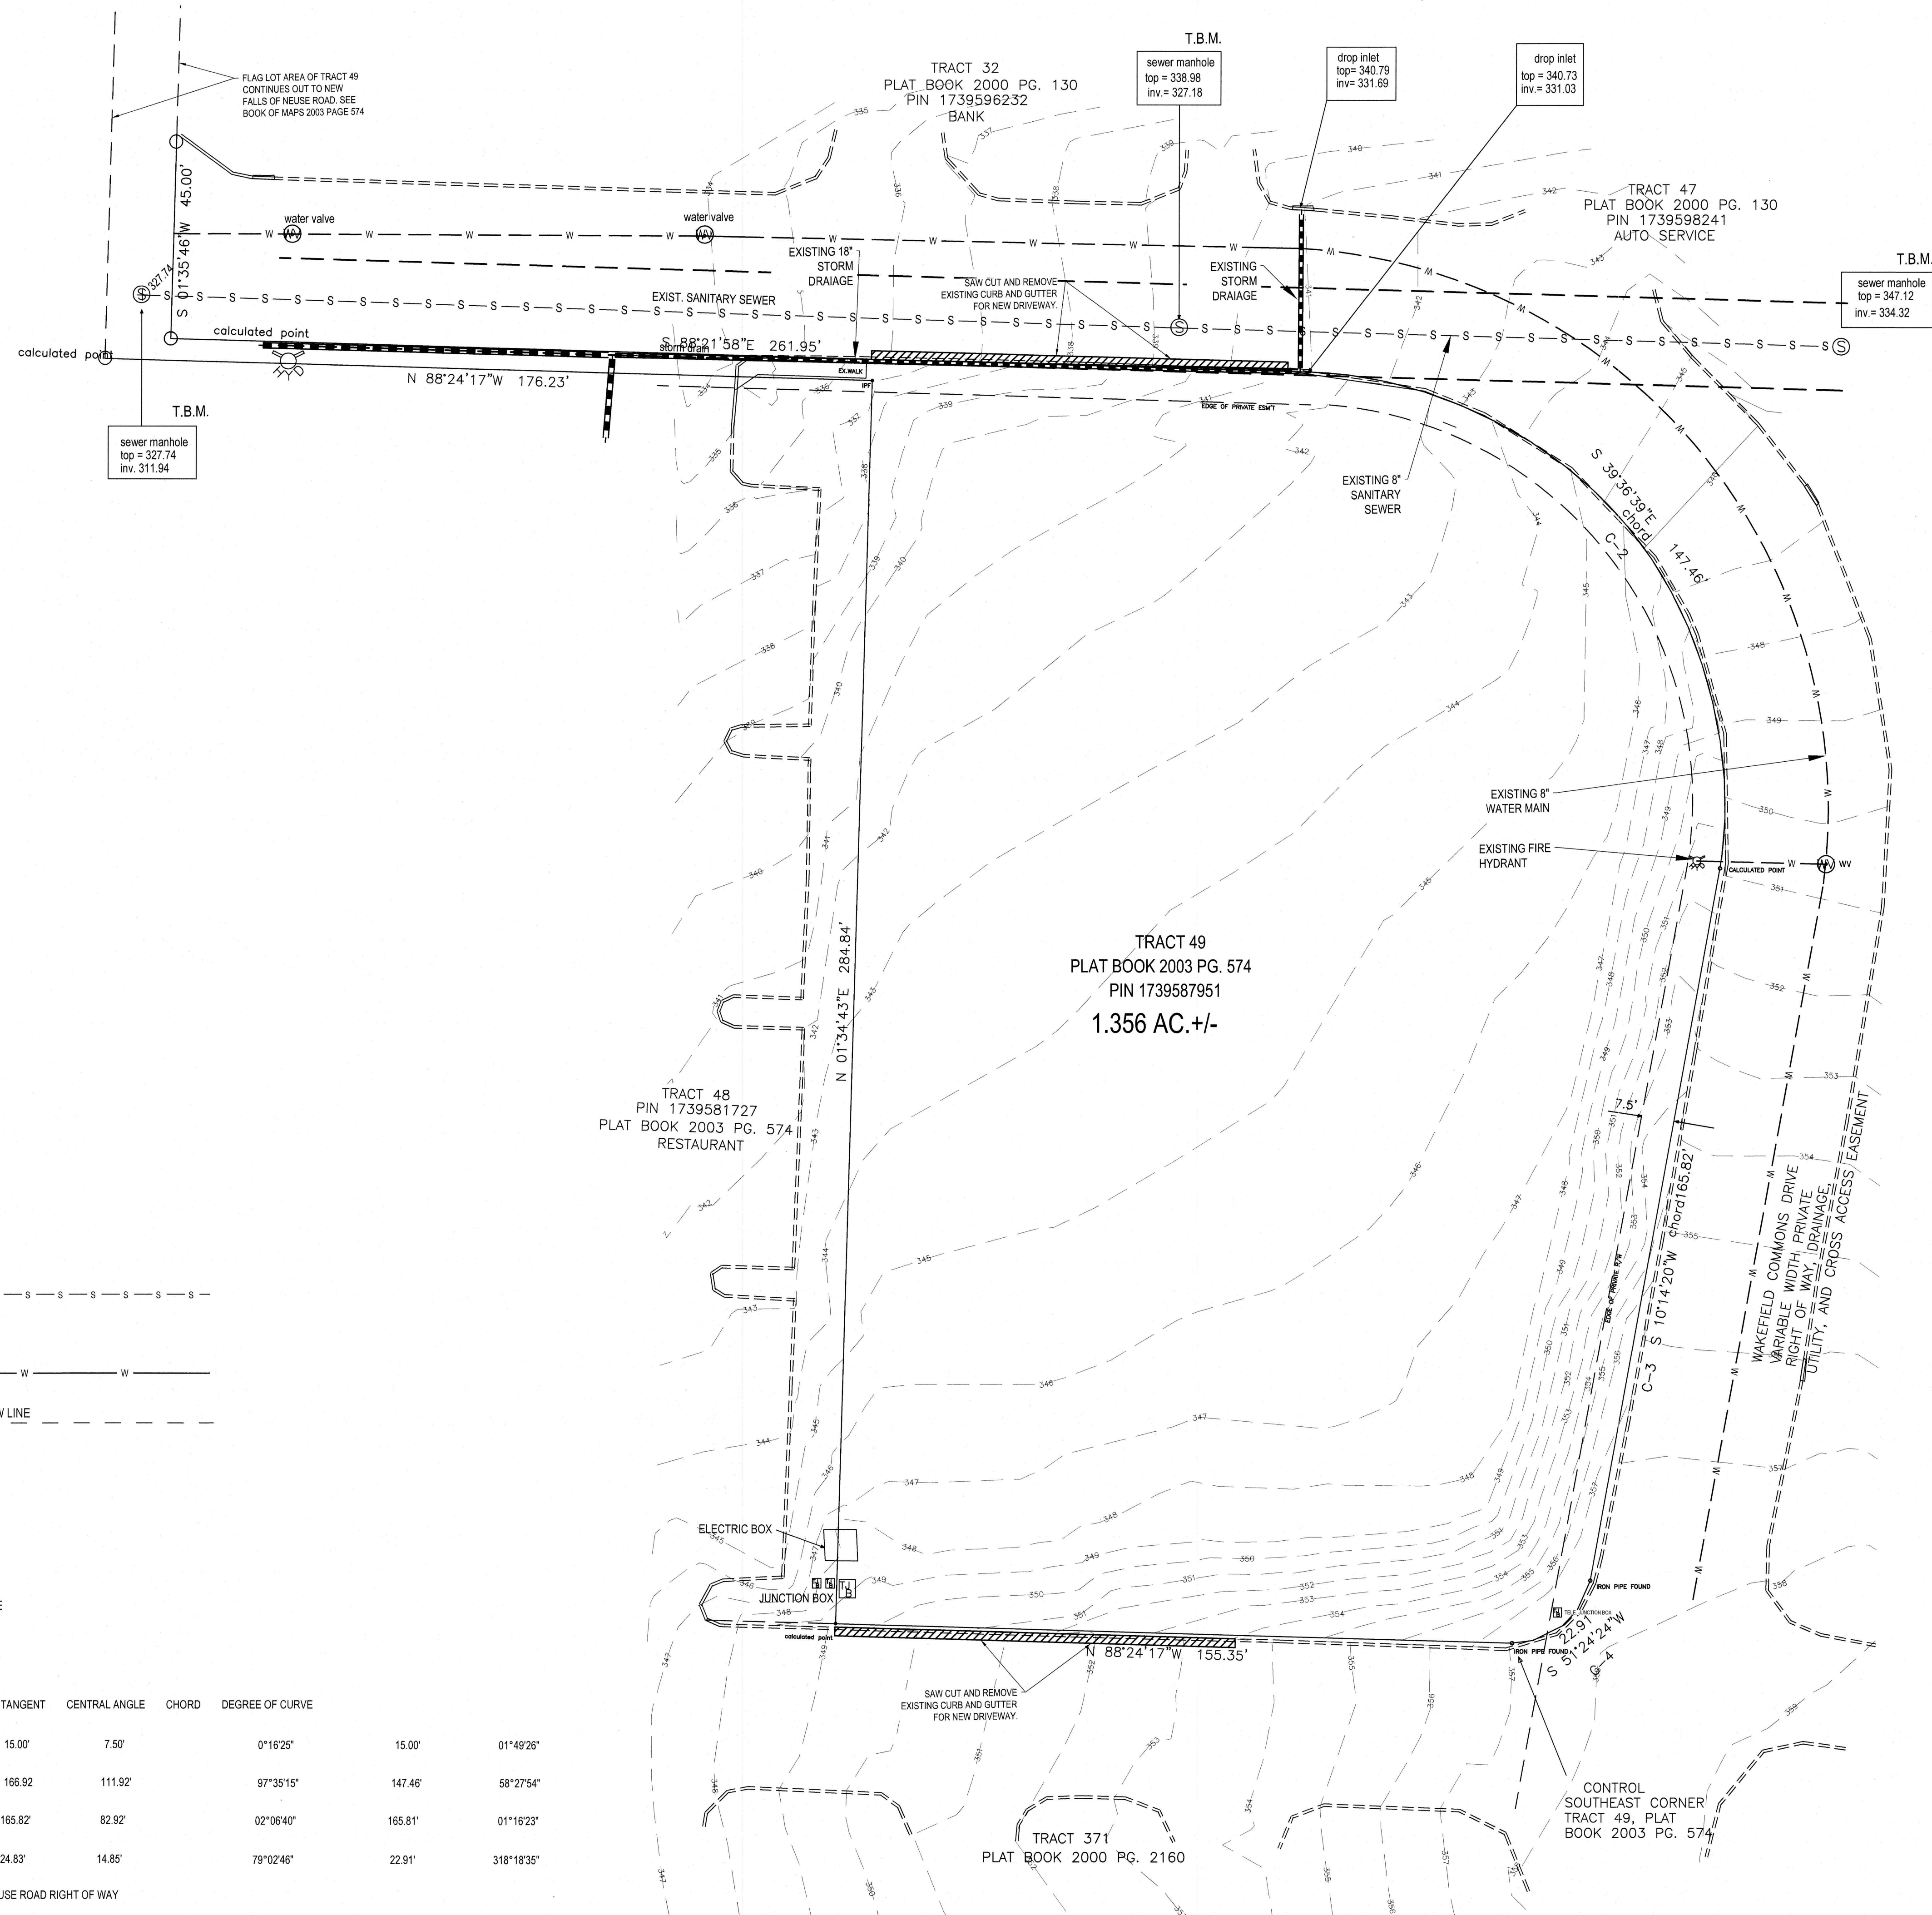 T.B.M.
sewer manhole
top = 338.98
inv.= 327.18
drop inlet
top= 340.79
inv= 331.69
drop inlet
top = 340.73
inv.= 331.03
FLAG LOT AREA OF TRACT 49
CONTINUES OUT TO NEW
FALLS OF NEUSE ROAD. SEE
BOOK OF MAPS 2003 PAGE 574
TRACT 32
PLAT BOOK 2000 PG. 130
PIN 1739596232
BANK
TRACT 47
PLAT BOOK 2000 PG. 130
PIN 1739598241
AUTO SERVICE
T.B.M.
sewer manhole
top = 347.12
inv.= 334.32
S 01°35'46"W 45.00'
water valve
water valve
327.74
EXISTING 18"
STORM
DRAIAGE
SAW CUT AND REMOVE
EXISTING CURB AND GUTTER
FOR NEW DRIVEWAY.
EXISTING
STORM
DRAIAGE
EXIST. SANITARY SEWER
calculated point
calculated point
S 88°21'58"E 261.95'
storm drain
N 88°24'17"W 176.23'
EX.WALK
IPF
EDGE OF PRIVATE ESM'T
T.B.M.
sewer manhole
top = 327.74
inv. 311.94
EXISTING 8"
SANITARY
SEWER
S 39°36'39"E
chord
147.46'
C-2
EXISTING 8"
WATER MAIN
EXISTING FIRE
HYDRANT
WV
CALCULATED POINT
TRACT 49
PLAT BOOK 2003 PG. 574
PIN 1739587951
1.356 AC.+/-
N 01°34'43"E 284.84'
TRACT 48
PIN 1739581727
PLAT BOOK 2003 PG. 574
RESTAURANT
7.5'
C-3 S 10°14'20"W chord165.82'
EDGE OF PRIVATE R/W
WAKEFIELD COMMONS DRIVE
VARIABLE WIDTH PRIVATE
RIGHT OF WAY, DRAINAGE,
UTILITY, AND CROSS ACCESS EASEMENT
W LINE
ELECTRIC BOX
JUNCTION BOX
T J
B
calculated point
IRON PIPE FOUND
TELE. JUNCTION BOX
IRON PIPE FOUND
22.91'
S 51°24'24"W
C-4
N 88°24'17"W 155.35'
SAW CUT AND REMOVE
EXISTING CURB AND GUTTER
FOR NEW DRIVEWAY.
TANGENT CENTRAL ANGLE CHORD DEGREE OF CURVE
15.00' 7.50' 0°16'25" 15.00' 01°49'26"
166.92 111.92' 97°35'15" 147.46' 58°27'54"
165.82' 82.92' 02°06'40" 165.81' 01°16'23"
24.83' 14.85' 79°02'46" 22.91' 318°18'35"
USE ROAD RIGHT OF WAY
TRACT 371
PLAT BOOK 2000 PG. 2160
CONTROL
SOUTHEAST CORNER
TRACT 49, PLAT
BOOK 2003 PG. 574